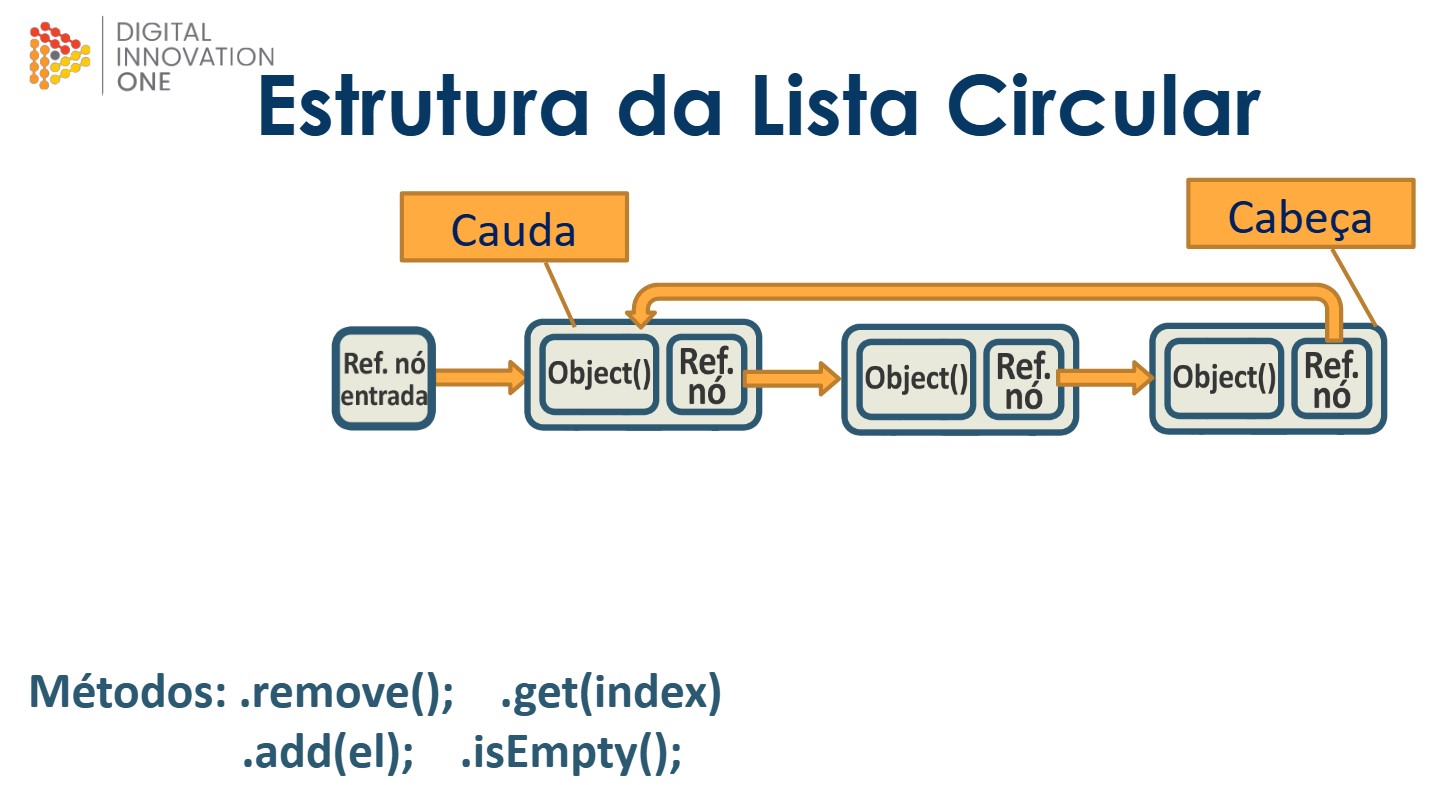 DIGITAL
INNOVATION
ONE
Estrutura da Lista Circular
Cauda
Cabeça
Ref. nó
entrada
Object()
Ref.
nó
Object()
Ref.
nó
Object()
Ref.
nó
Métodos: .remove(); .get(index)
.add(el); .isEmpty();